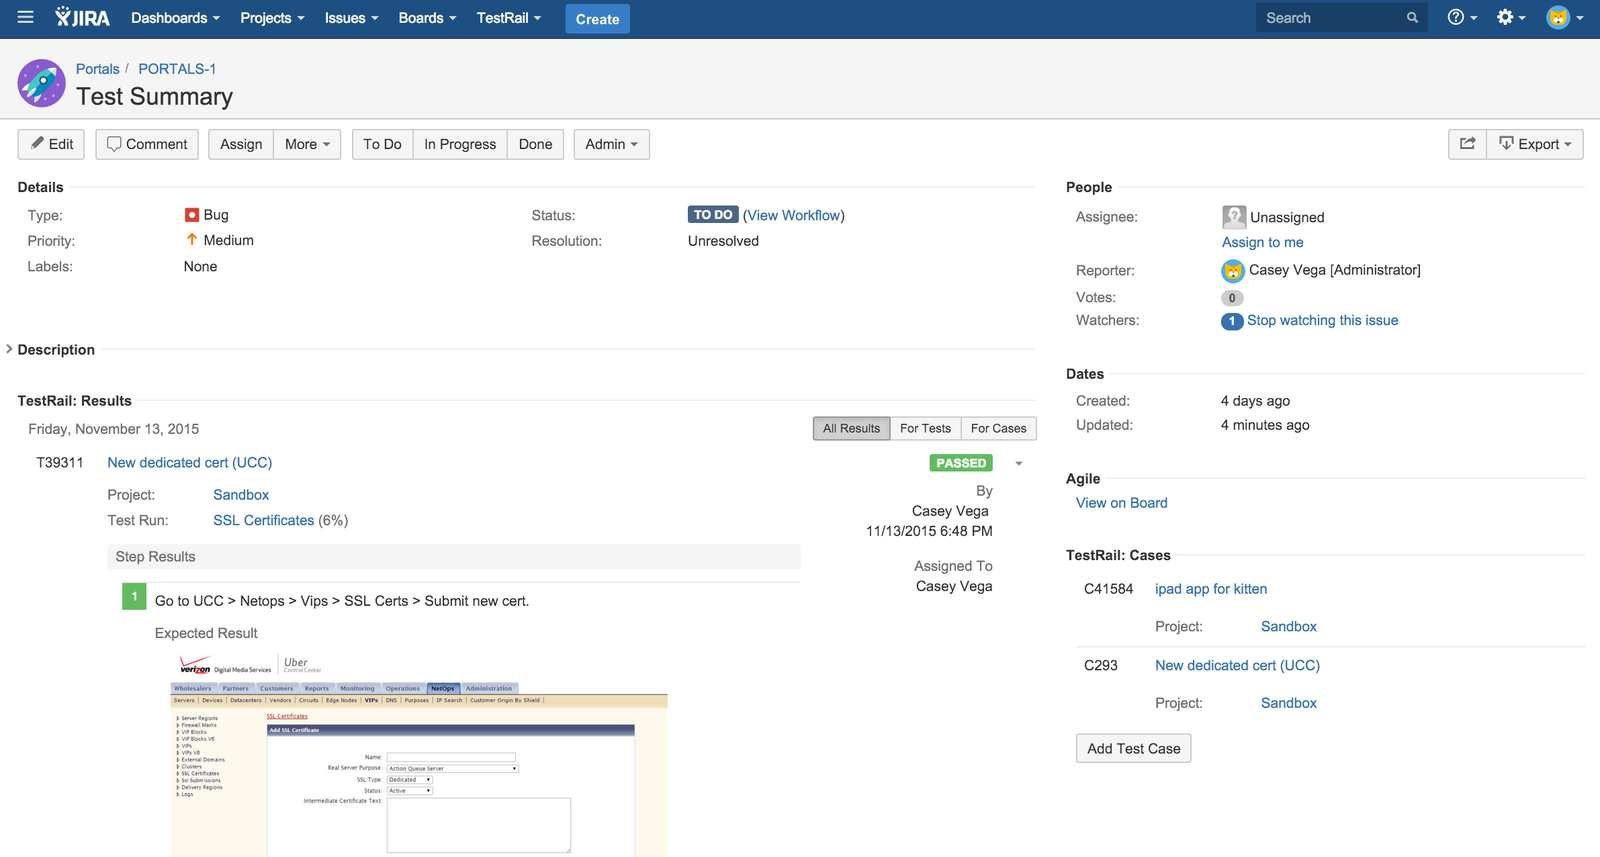 JIRA Dashboards Projects Issues Boards TestRail Create Search
Portals / PORTALS-1
Test Summary
Edit Comment Assign More To Do In Progress Done Admin Export
Details
Type: Bug Status: TO DO (View Workflow)
Priority: Medium Resolution: Unresolved
Labels: None
Description
TestRail: Results
Friday, November 13, 2015 All Results For Tests For Cases
T39311 New dedicated cert (UCC) PASSED
Project: Sandbox
Test Run: SSL Certificates (6%)
By
Casey Vega
11/13/2015 6:48 PM
Assigned To
Casey Vega
Step Results
1 Go to UCC > Netops > Vips > SSL Certs > Submit new cert.
Expected Result
verizon Digital Media Services Uber
Control Center
Wholesalers Partners Customers Reports Monitoring Operations NetOps Administration
Servers | Devices | Datacenters | Vendors | Circuits | Edge Nodes | VIPs | DNS | Purposes | IP Search | Customer Origin By Shield |
Server Regions
Firewall Marks
VIP Blocks
VIP Blocks V6
VIPs
VIPs V6
External Domains
Clusters
SSL Certificates
Ssl Submissions
Delivery Regions
Logs
SSL Certificates
Add SSL Certificate
Name:
Real Server Purpose: Action Queue Server
SSL Type: Dedicated
Status: Active
Intermediate Certificate Text:
People
Assignee: Unassigned
Assign to me
Reporter: Casey Vega [Administrator]
Votes: 0
Watchers: 1 Stop watching this issue
Dates
Created: 4 days ago
Updated: 4 minutes ago
Agile
View on Board
TestRail: Cases
C41584 ipad app for kitten
Project: Sandbox
C293 New dedicated cert (UCC)
Project: Sandbox
Add Test Case